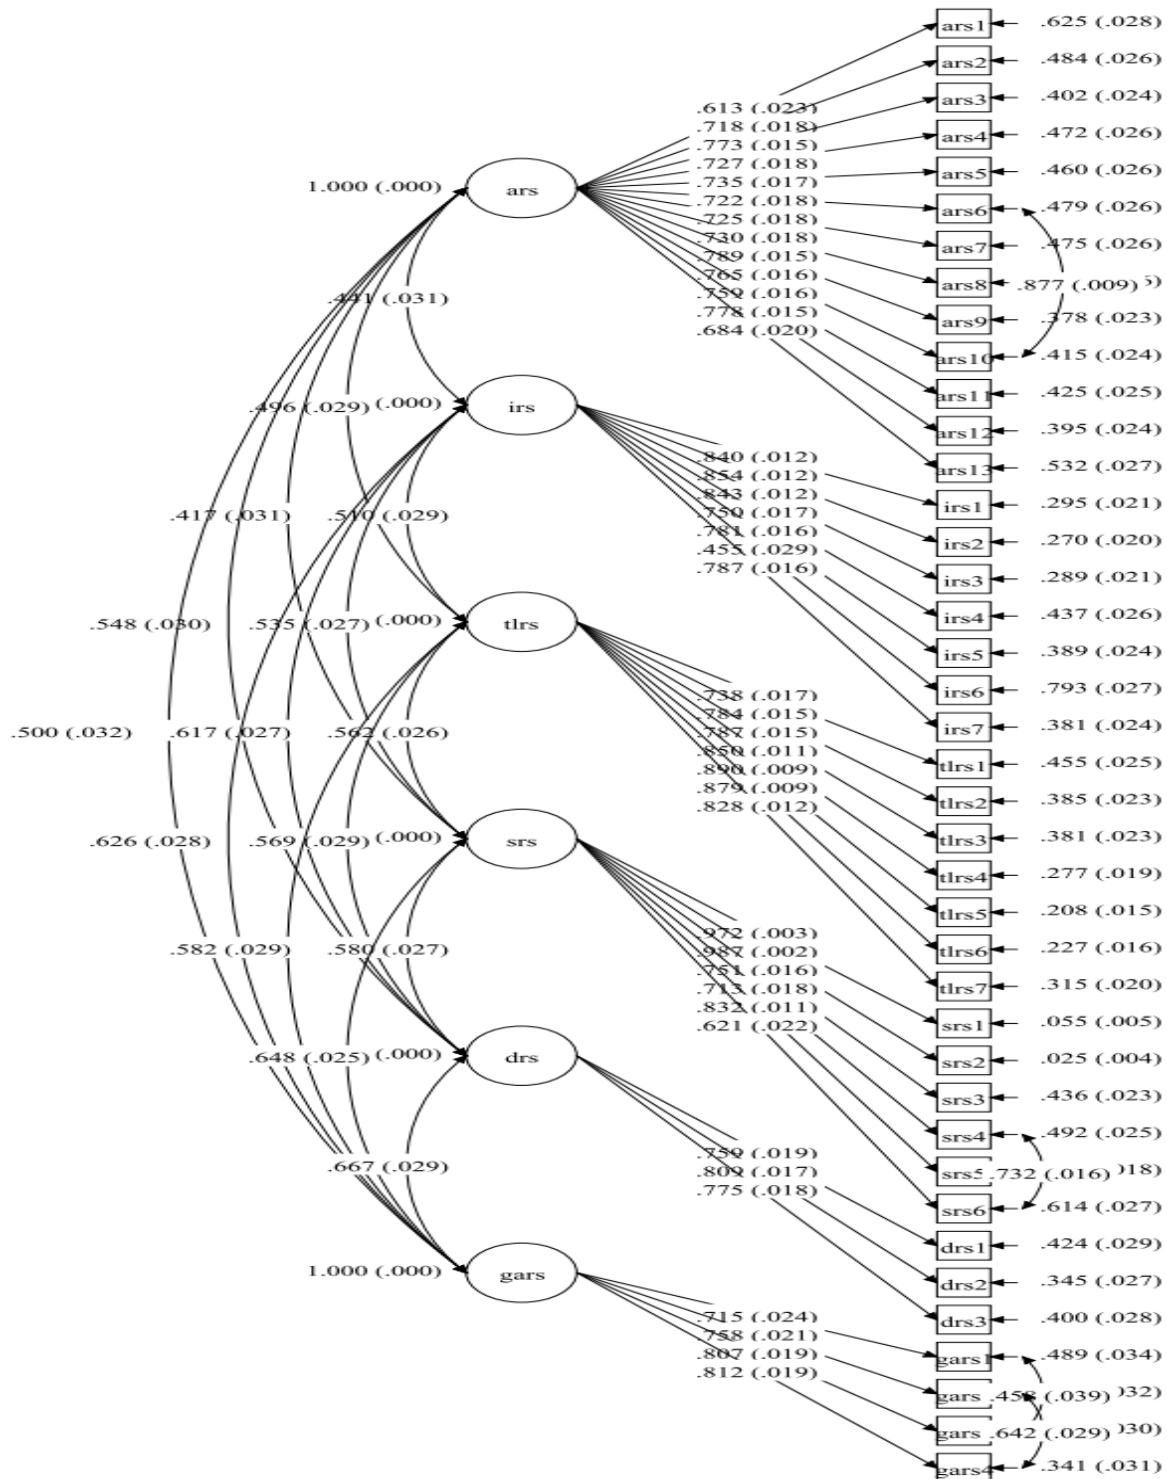 ars1 .625 (.028)
ars2 .484 (.026)
.613 (.023) ars3 .402 (.024)
.718 (.018) ars4 .472 (.026)
.773 (.015)
.727 (.018) ars5 .460 (.026)
1.000 (.000) ars .735 (.017)
.722 (.018) ars6 .479 (.026)
.725 (.018)
.730 (.018) ars7 .475 (.026)
.789 (.015)
.765 (.016) ars8 .877 (.009)
.441 (.031) .759 (.016)
.778 (.015) ars9 .378 (.023)
.684 (.020)
ars10 .415 (.024)
ars11 .425 (.025)
.496 (.029) (.000) irs
ars12 .395 (.024)
.840 (.012) ars13 .532 (.027)
.854 (.012)
.843 (.012) irs1 .295 (.021)
.417 (.031) .510 (.029) .750 (.017)
.781 (.016) irs2 .270 (.020)
.455 (.029)
.787 (.016) irs3 .289 (.021)
irs4 .437 (.026)
.548 (.030) .535 (.027) (.000) tlrs
irs5 .389 (.024)
.738 (.017) irs6 .793 (.027)
.784 (.015)
.500 (.032) .617 (.027) .562 (.026) .787 (.015) irs7 .381 (.024)
.850 (.011)
.890 (.009) tlrs1 .455 (.025)
.879 (.009)
.828 (.012) tlrs2 .385 (.023)
.626 (.028) .569 (.029) (.000) srs tlrs3 .381 (.023)
tlrs4 .277 (.019)
tlrs5 .208 (.015)
.972 (.003)
.582 (.029) .580 (.027) .987 (.002) tlrs6 .227 (.016)
.751 (.016)
.713 (.018) tlrs7 .315 (.020)
.832 (.011)
.621 (.022) srs1 .055 (.005)
.648 (.025) (.000) drs srs2 .025 (.004)
srs3 .436 (.023)
srs4 .492 (.025)
.759 (.019)
.667 (.029) .809 (.017) srs5 .732 (.016) 018)
.775 (.018) srs6 .614 (.027)
drs1 .424 (.029)
1.000 (.000) gars drs2 .345 (.027)
.715 (.024) drs3 .400 (.028)
.758 (.021)
.807 (.019) gars1 .489 (.034)
.812 (.019)
gars .458 (.039) 032)
gars .642 (.029) 030)
gars4 .341 (.031)